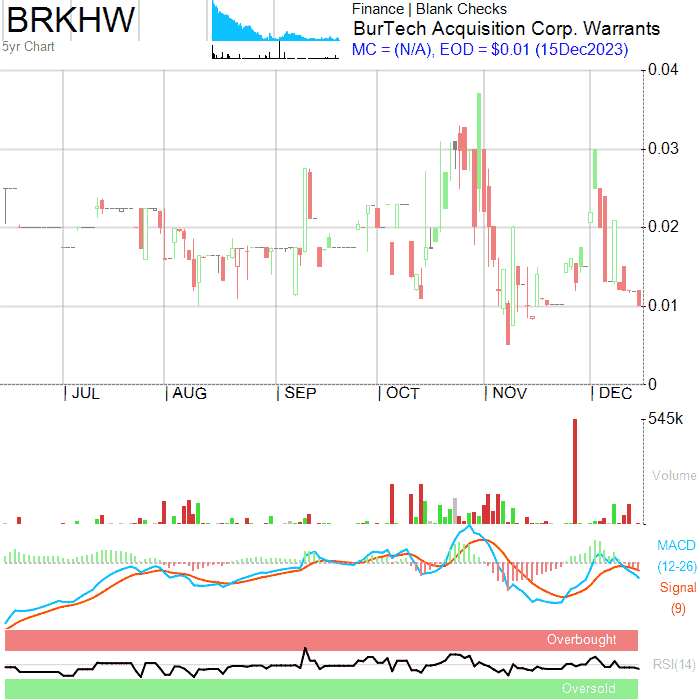 BRKHW
5yr Chart
Finance | Blank Checks
BurTech Acquisition Corp. Warrants
MC = (N/A), EOD = $0.01 (15Dec2023)
0.04
0.03
0.02
0.01
0
JUL
AUG
SEP
OCT
NOV
DEC
545k
Volume
MACD
(12-26)
Signal
(9)
Overbought
RSI(14)
Oversold